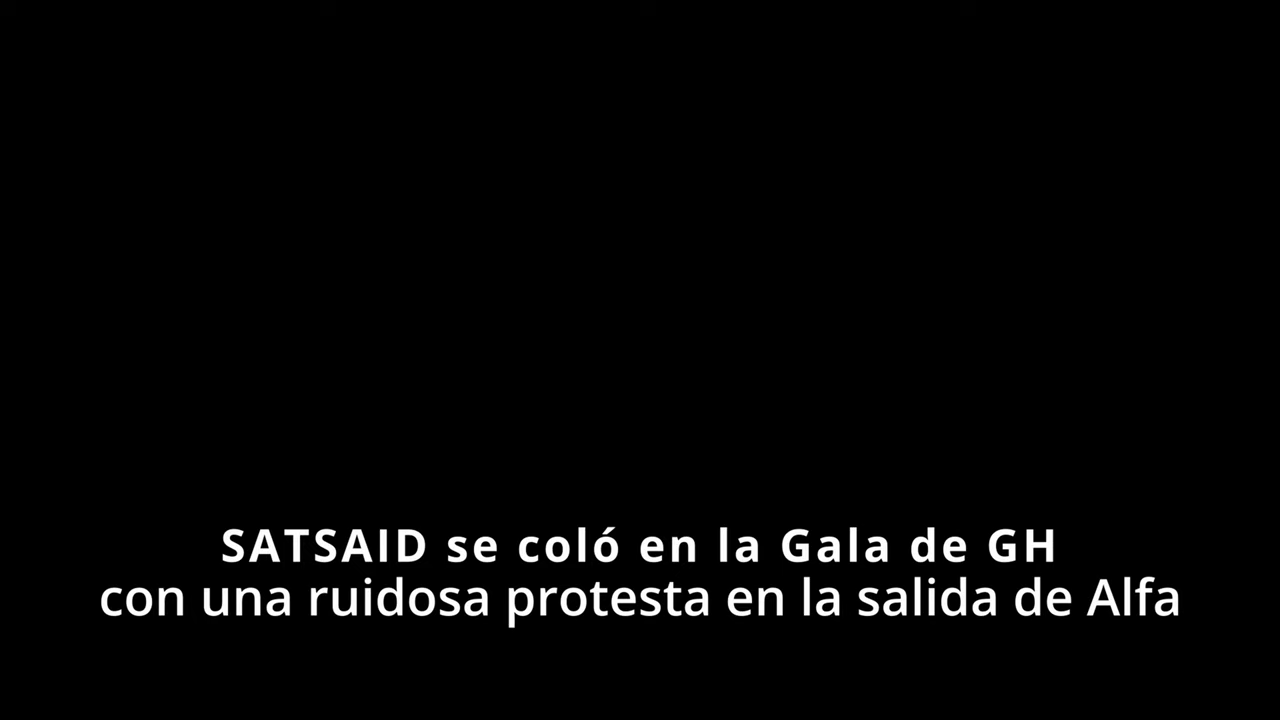 SATSAID se coló en la Gala de GH
con una ruidosa protesta en la salida de Alfa